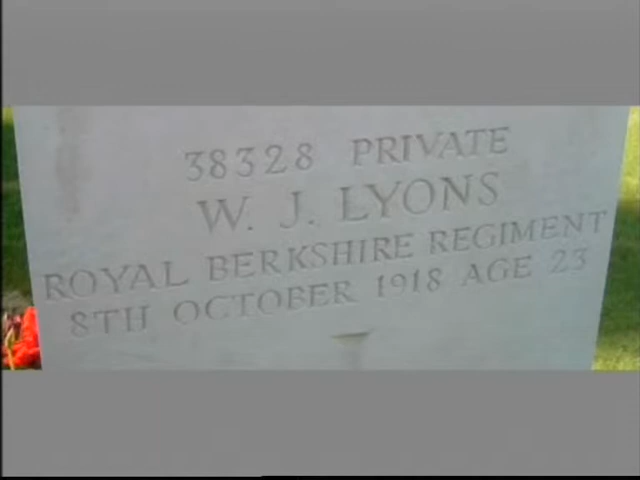 38328 PRIVATE
W. J. LYONS
ROYAL BERKSHIRE REGIMENT
8TH OCTOBER 1918 AGE 23